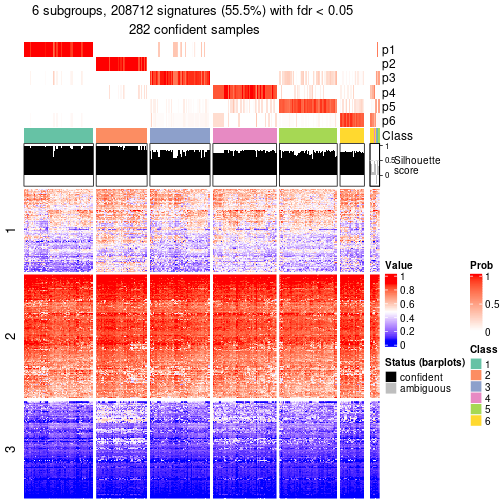 6 subgroups, 208712 signatures (55.5%) with fdr < 0.05
282 confident samples
p1
p2
p3
p4
p5
p6
Class
1
0.5
0
Silhouette
score
1
2
3
Value
1
0.8
0.6
0.4
0.2
0
Prob
1
0.5
0
Status (barplots)
confident
ambiguous
Class
1
2
3
4
5
6